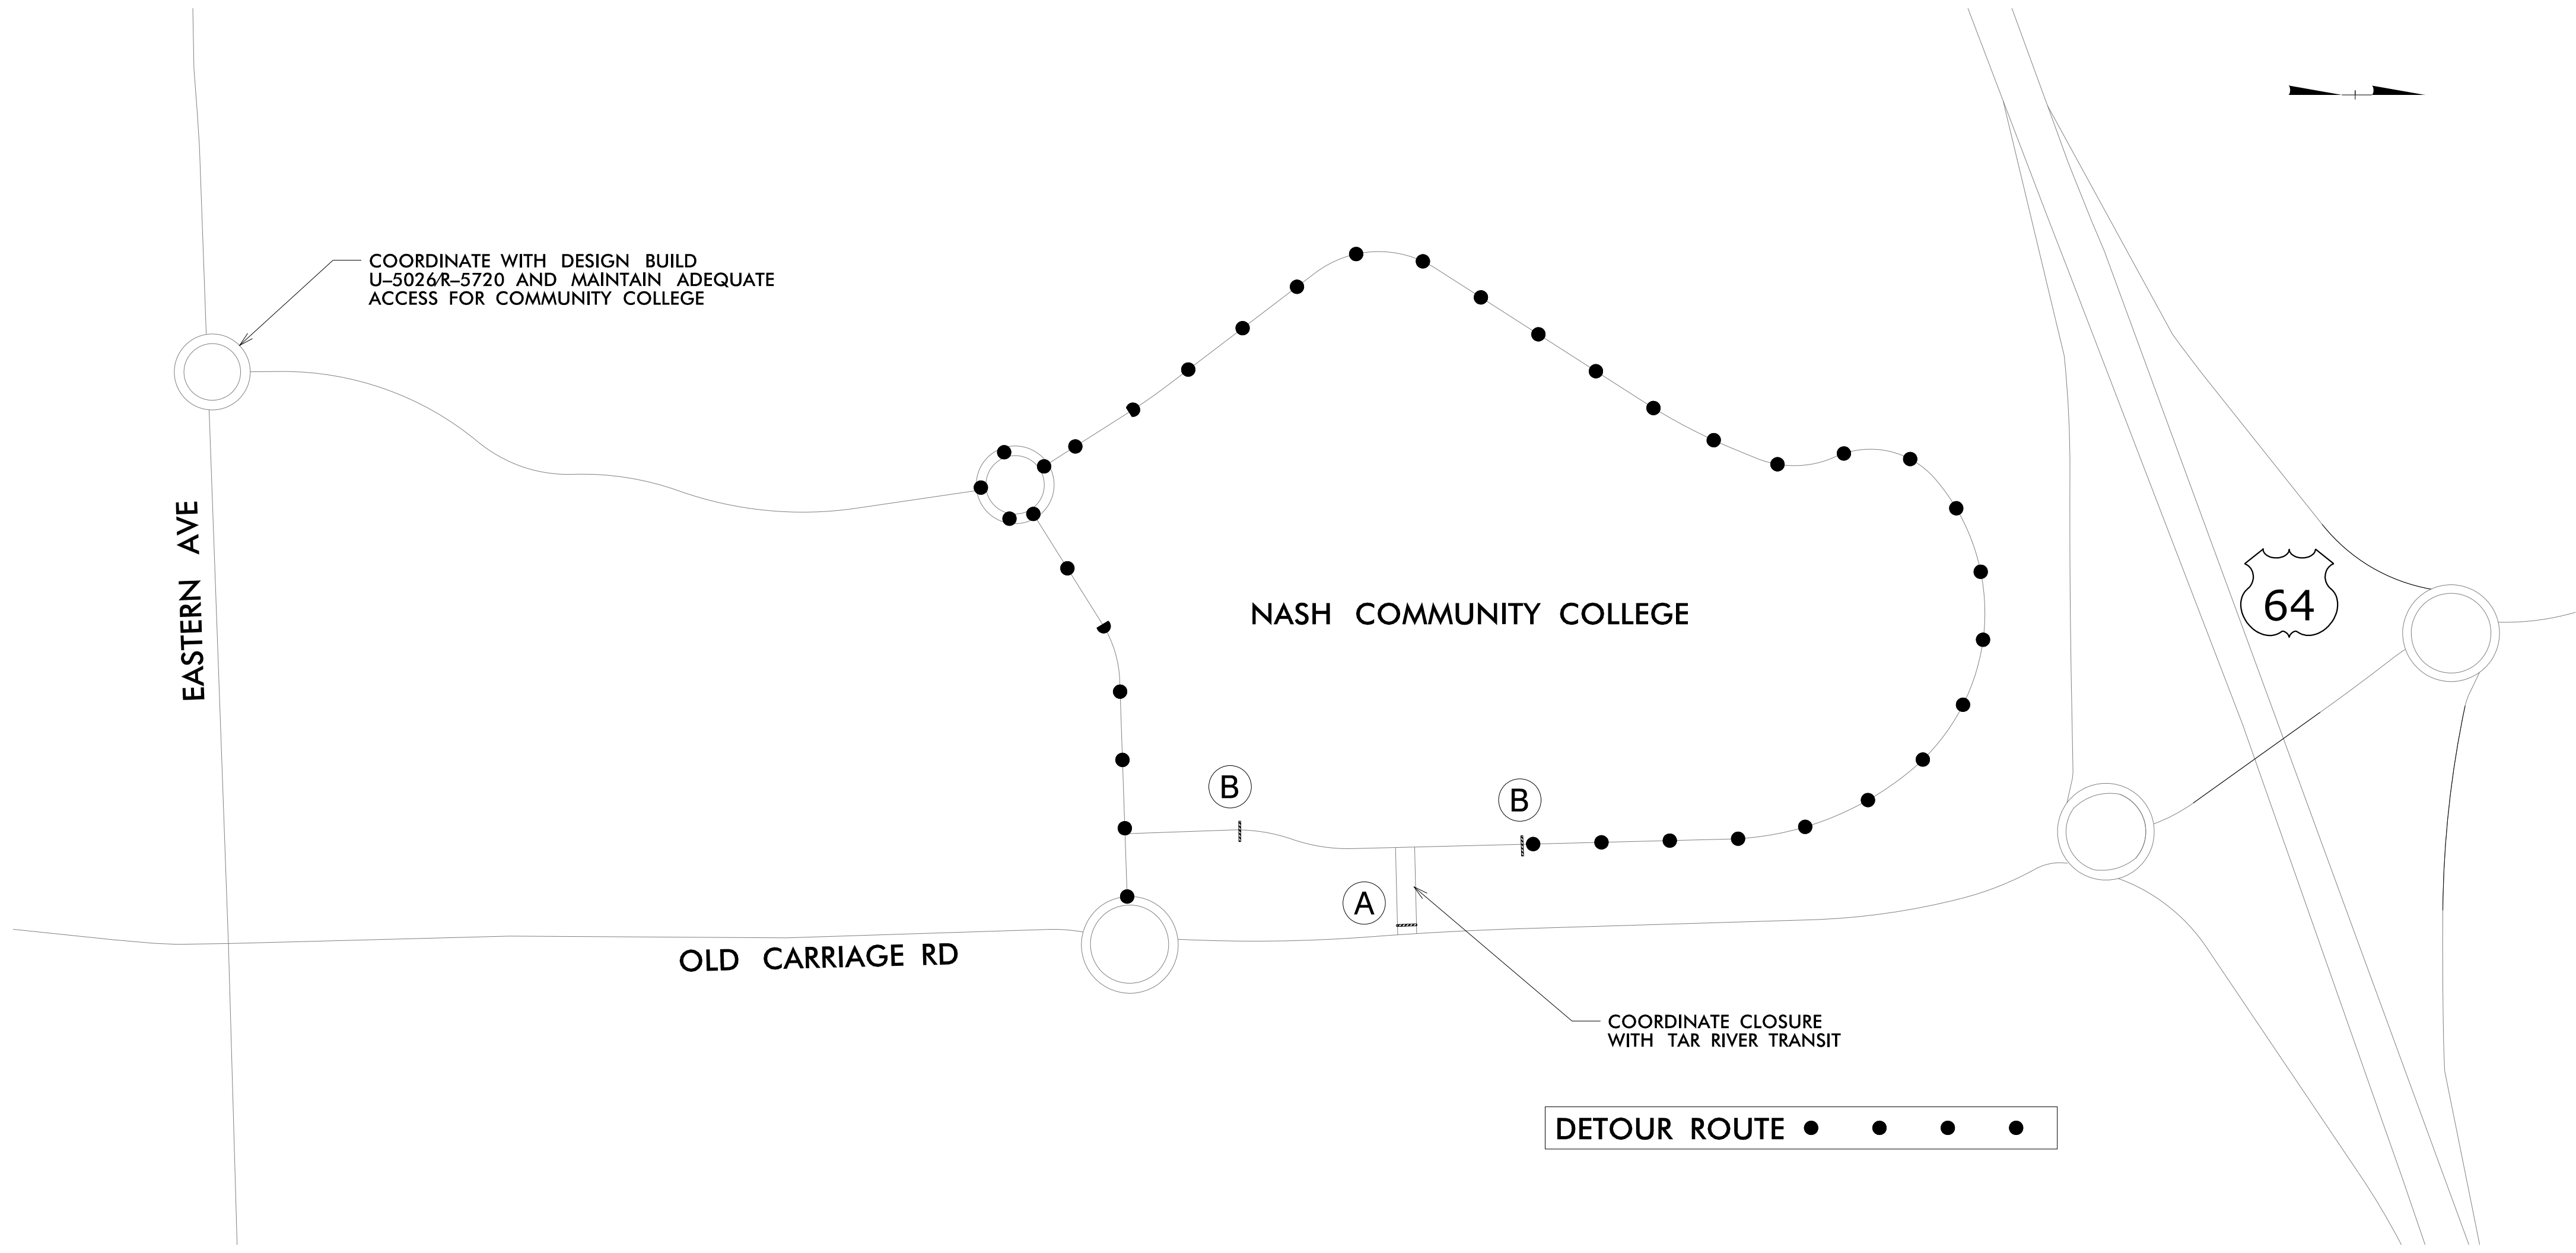 COORDINATE WITH DESIGN BUILD
U-5026/R-5720 AND MAINTAIN ADEQUATE
ACCESS FOR COMMUNITY COLLEGE
EASTERN AVE
NASH COMMUNITY COLLEGE
64
B
B
A
OLD CARRIAGE RD
COORDINATE CLOSURE
WITH TAR RIVER TRANSIT
DETOUR ROUTE